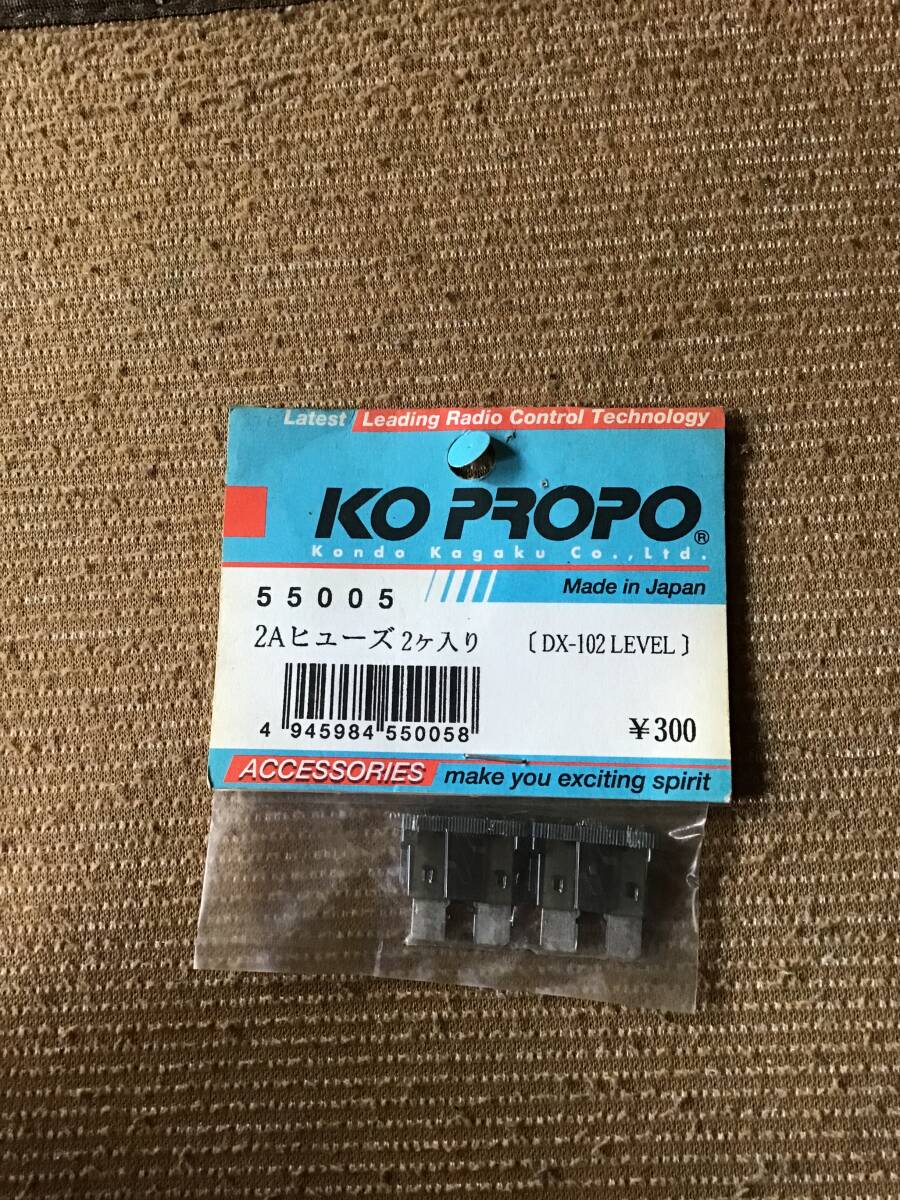 Latest / Leading Radio Control Technology
KO PROPO®
Kondo Kagaku Co., Ltd.
Made in Japan
55005
2Aヒューズ 2ヶ入り 〔DX-102 LEVEL〕
4 945984 550058
¥300
ACCESSORIES make you exciting spirit